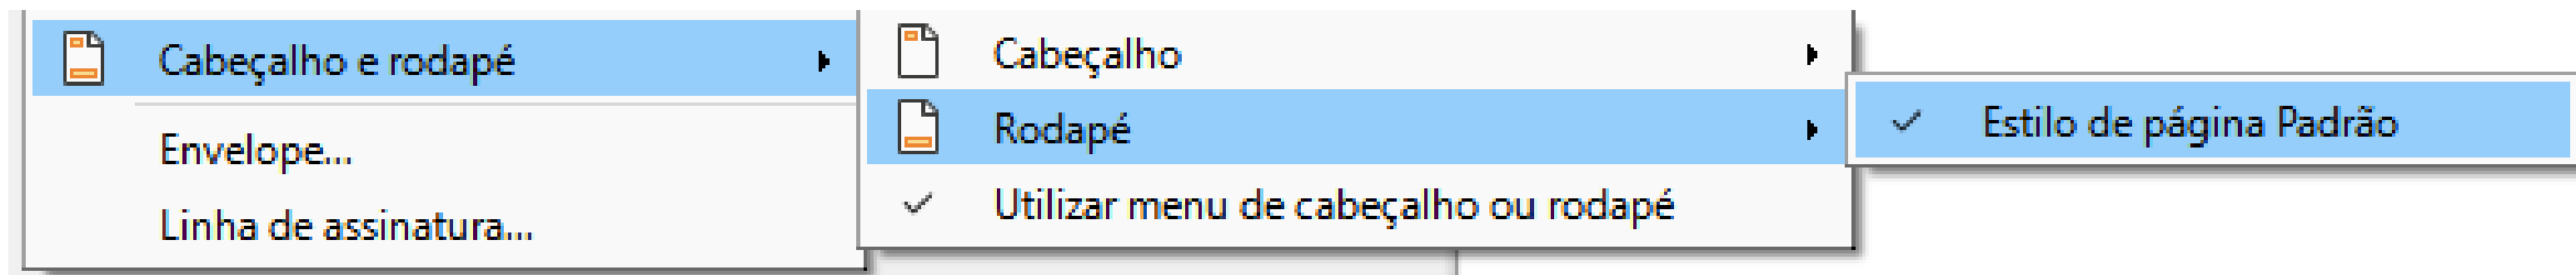 Cabeçalho e rodapé
Envelope...
Linha de assinatura...
Cabeçalho
Rodapé
Utilizar menu de cabeçalho ou rodapé
Estilo de página Padrão